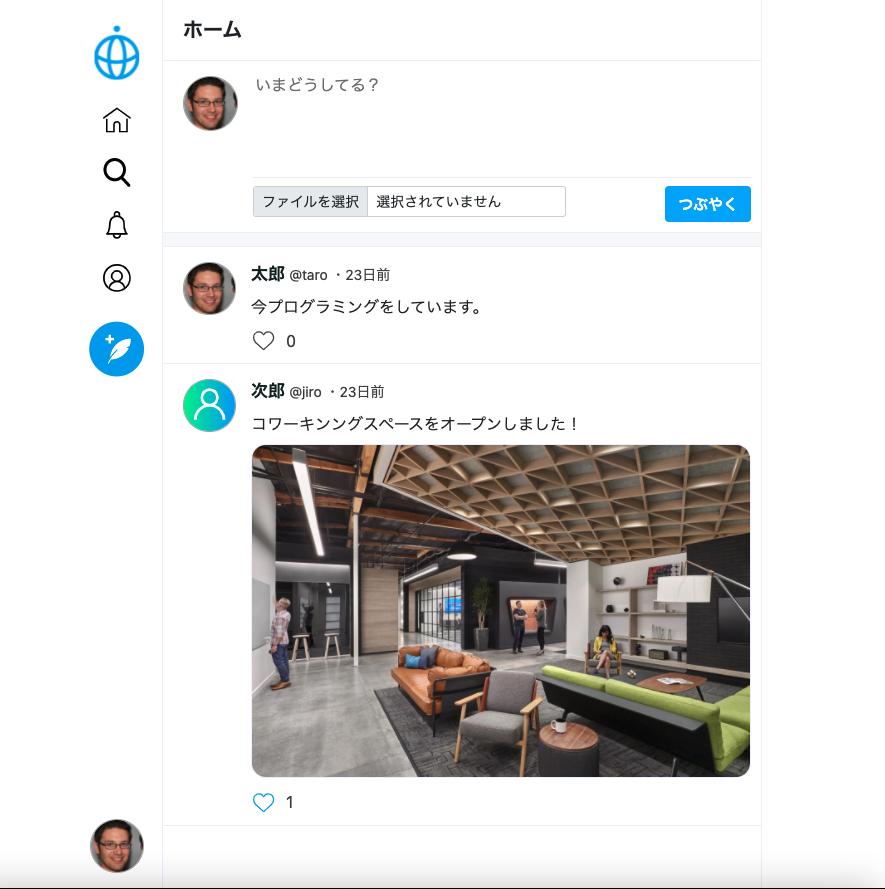 ホーム
いまどうしてる？
ファイルを選択 選択されていません
つぶやく
太郎 @taro ・23日前
今プログラミングをしています。
0
次郎 @jiro ・23日前
コワーキンングスペースをオープンしました！
1